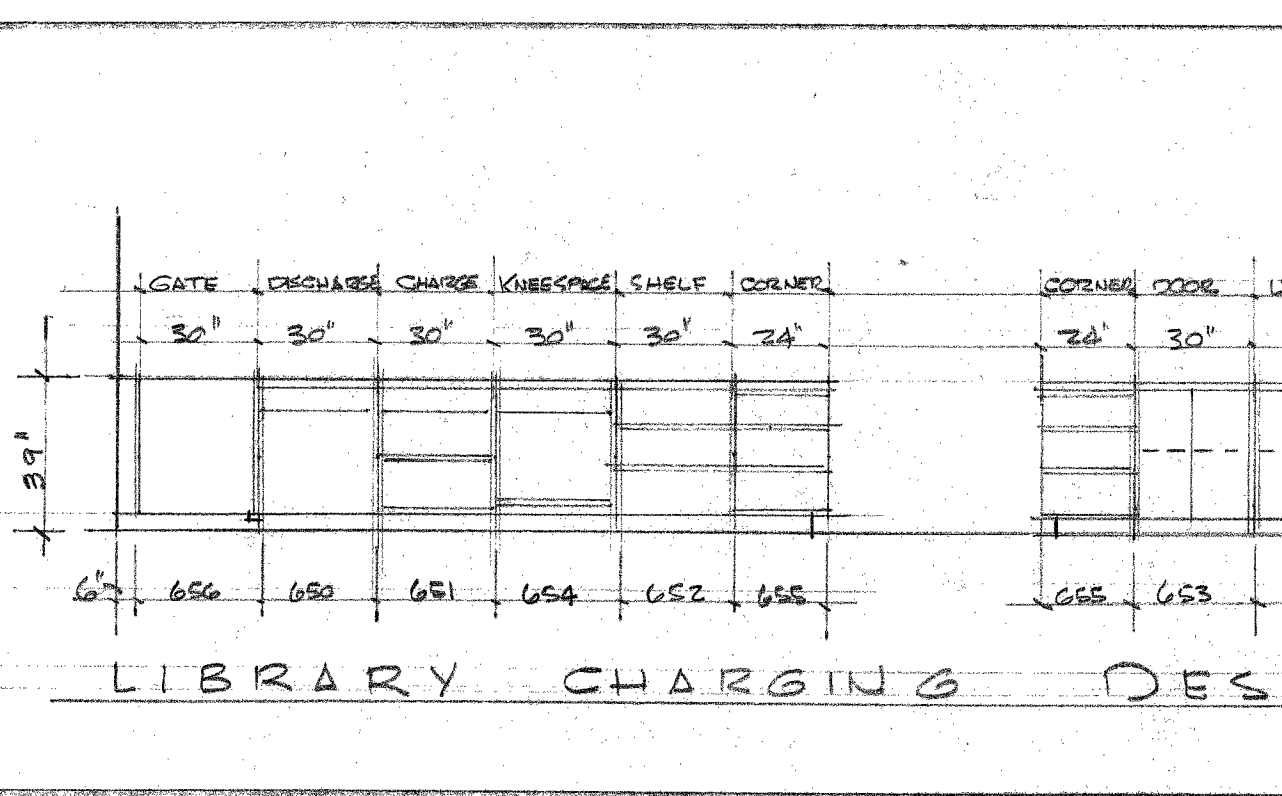 GATE DISCHARGE CHARGE KNEESPACE SHELF CORNER CORNER DOOR
30" 30" 30" 30" 30" 24" 24" 30"
39"
6" 656 650 651 654 652 655 655 653
LIBRARY CHARGING DES